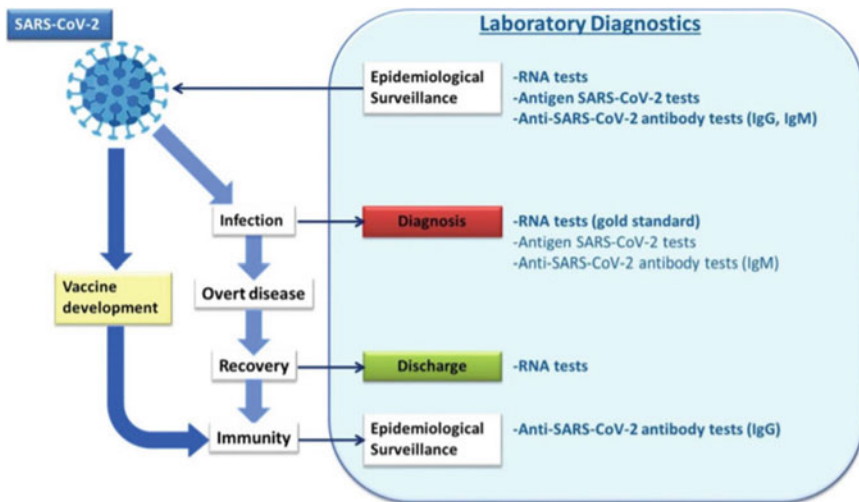 SARS-CoV-2
Laboratory Diagnostics
Epidemiological
Surveillance
-RNA tests
-Antigen SARS-CoV-2 tests
-Anti-SARS-CoV-2 antibody tests (IgG, IgM)
Infection
Diagnosis
-RNA tests (gold standard)
-Antigen SARS-CoV-2 tests
-Anti-SARS-CoV-2 antibody tests (IgM)
Vaccine
development
Overt disease
Recovery
Discharge
-RNA tests
Immunity
Epidemiological
Surveillance
-Anti-SARS-CoV-2 antibody tests (IgG)